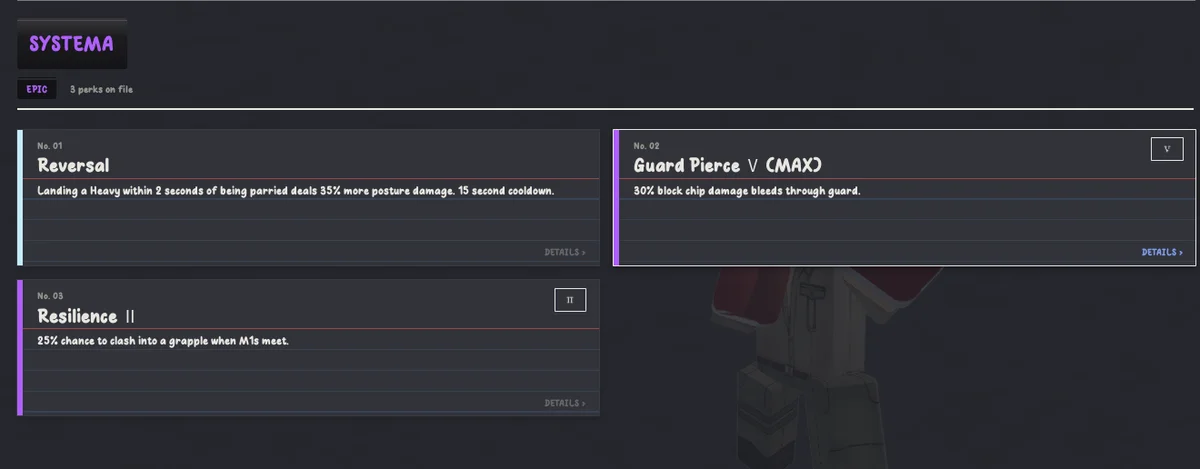 SYSTEMA
EPIC 3 perks on file
No. 01
Reversal
Landing a Heavy within 2 seconds of being parried deals 35% more posture damage. 15 second cooldown.
DETAILS ›
No. 02
V
Guard Pierce V (MAX)
30% block chip damage bleeds through guard.
DETAILS ›
No. 03
II
Resilience II
25% chance to clash into a grapple when M1s meet.
DETAILS ›